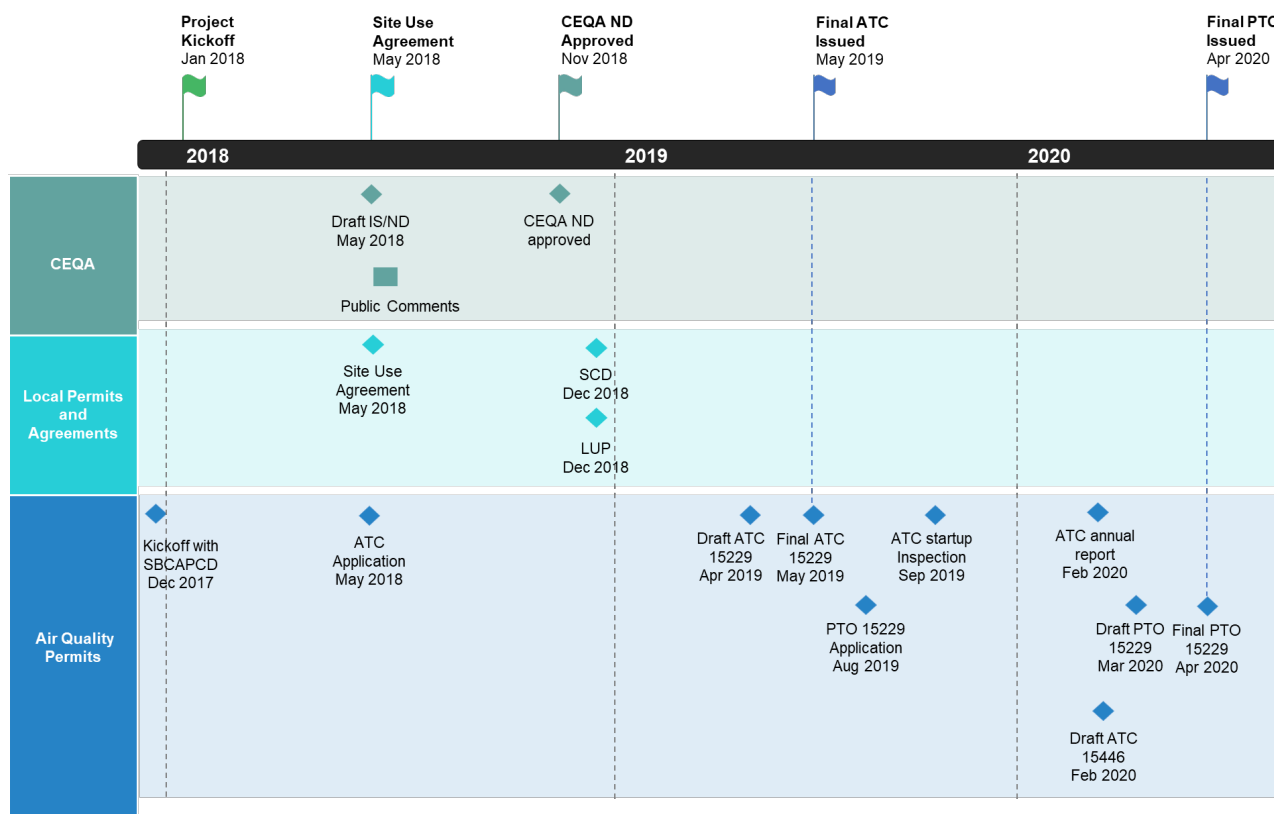 Project
Kickoff
Jan 2018
Site Use
Agreement
May 2018
CEQA ND
Approved
Nov 2018
Final ATC
Issued
May 2019
Final PTO
Issued
Apr 2020
2018
2019
2020
CEQA
Draft IS/ND
May 2018
CEQA ND
approved
Public Comments
Local Permits
and
Agreements
Site Use
Agreement
May 2018
SCD
Dec 2018
LUP
Dec 2018
Air Quality
Permits
Kickoff with
SBCAPCD
Dec 2017
ATC
Application
May 2018
Draft ATC
15229
Apr 2019
Final ATC
15229
May 2019
ATC startup
Inspection
Sep 2019
ATC annual
report
Feb 2020
PTO 15229
Application
Aug 2019
Draft PTO
15229
Mar 2020
Final PTO
15229
Apr 2020
Draft ATC
15446
Feb 2020